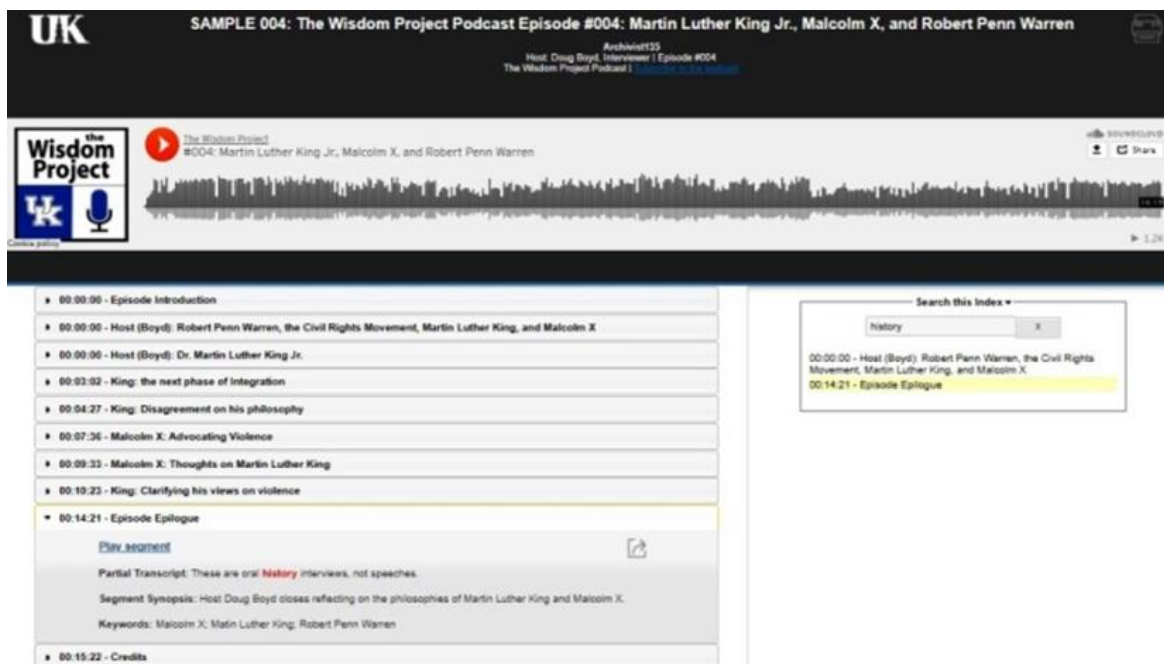 UK
SAMPLE 004: The Wisdom Project Podcast Episode #004: Martin Luther King Jr., Malcolm X, and Robert Penn Warren
Archivist135
Host: Doug Boyd, Interviewer | Episode #004
The Wisdom Project Podcast |
the
Wisdom
Project
UK
Cookie policy
The Wisdom Project
#004: Martin Luther King Jr., Malcolm X, and Robert Penn Warren
SOUNDCLOUD
Share
1.2K
00:00:00 - Episode Introduction
00:00:00 - Host (Boyd): Robert Penn Warren, the Civil Rights Movement, Martin Luther King, and Malcolm X
00:00:00 - Host (Boyd): Dr. Martin Luther King Jr.
00:03:02 - King: the next phase of Integration
00:04:27 - King: Disagreement on his philosophy
00:07:36 - Malcolm X: Advocating Violence
00:09:33 - Malcolm X: Thoughts on Martin Luther King
00:10:23 - King: Clarifying his views on violence
00:14:21 - Episode Epilogue
Play segment
Partial Transcript: These are oral history interviews, not speeches.
Segment Synopsis: Host Doug Boyd closes reflecting on the philosophies of Martin Luther King and Malcolm X.
Keywords: Malcolm X; Matin Luther King; Robert Penn Warren
00:15:22 - Credits
Search this Index
history
X
00:00:00 - Host (Boyd): Robert Penn Warren, the Civil Rights
Movement, Martin Luther King, and Malcolm X
00:14:21 - Episode Epilogue